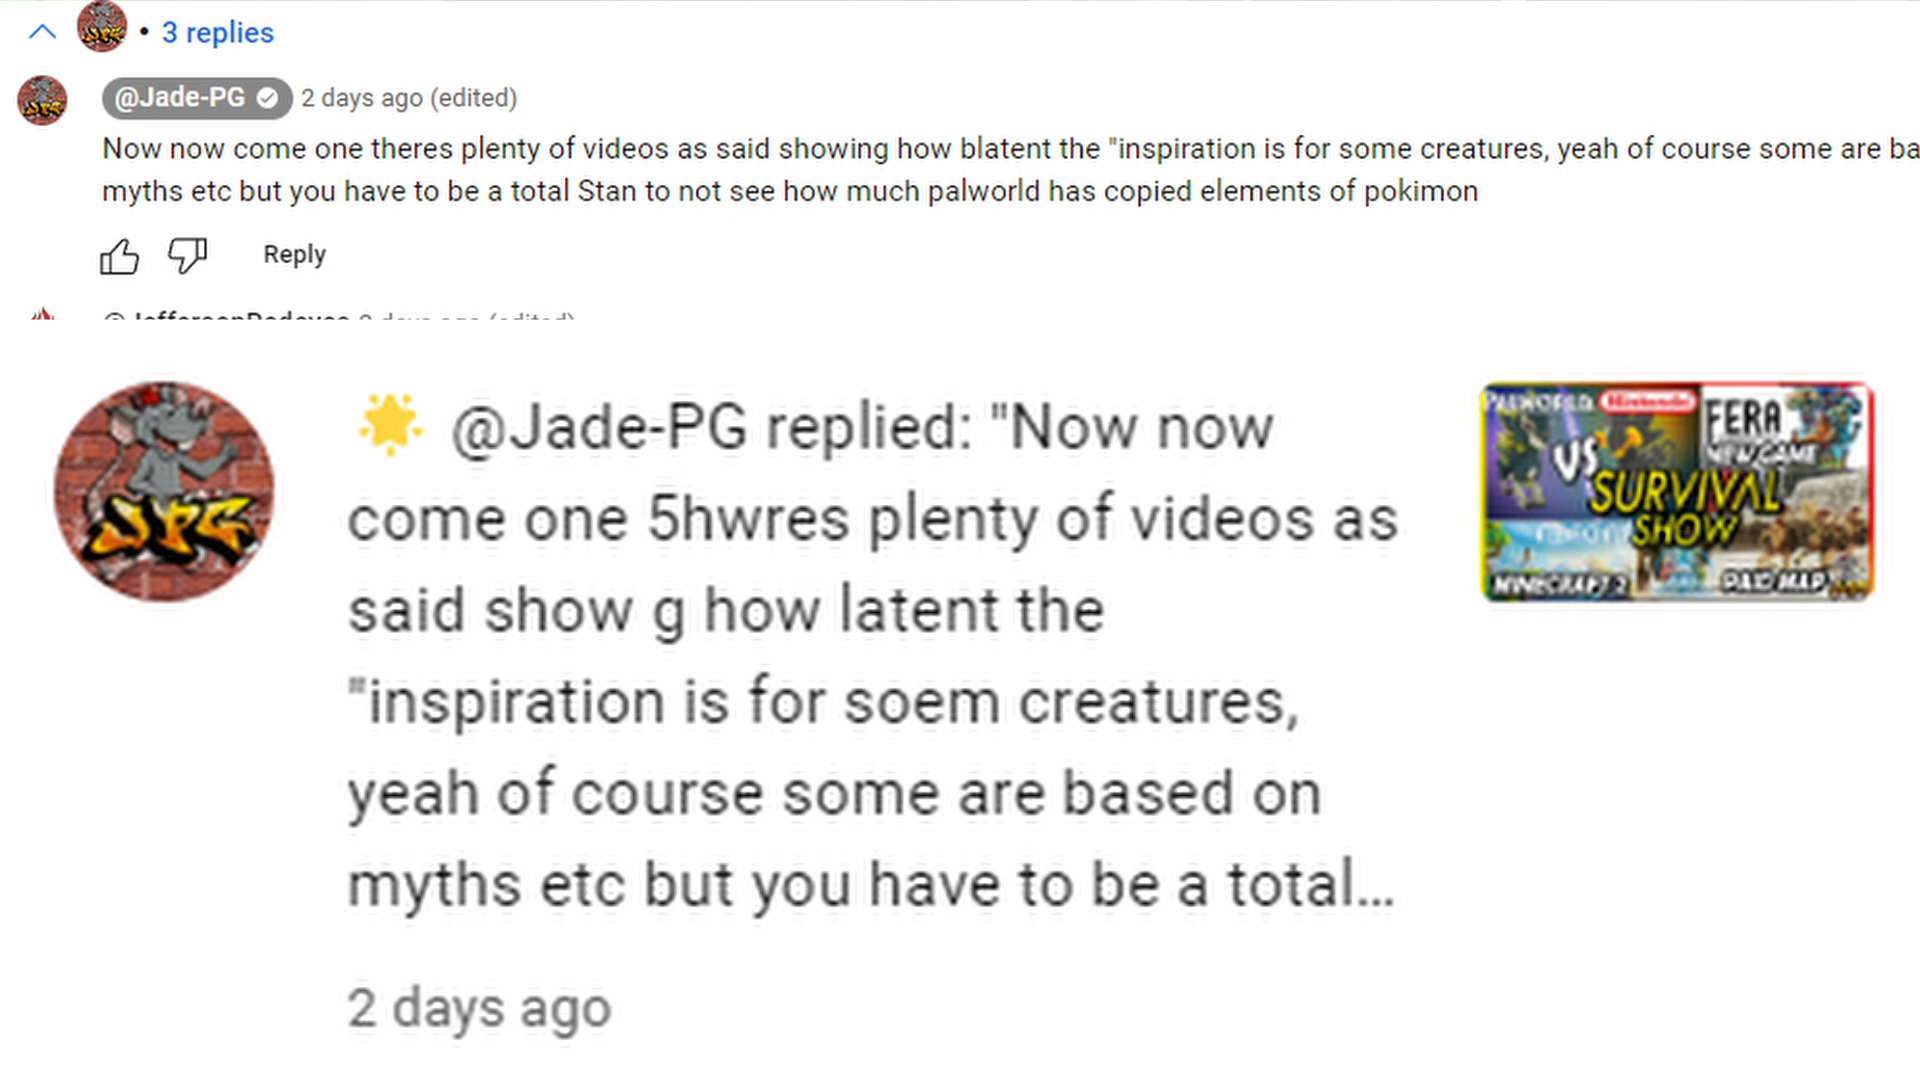 3 replies
@Jade-PG 2 days ago (edited)
Now now come one theres plenty of videos as said showing how blatent the "inspiration is for some creatures, yeah of course some are ba
myths etc but you have to be a total Stan to not see how much palworld has copied elements of pokimon
Reply
JPG
@Jade-PG replied: "Now now
come one 5hwres plenty of videos as
said show g how latent the
"inspiration is for soem creatures,
yeah of course some are based on
myths etc but you have to be a total...
2 days ago
PALWORLD Nintendo
VS
FERA
NEW GAME
SURVIVAL
SHOW
MINECRAFT 2
PAID MAP